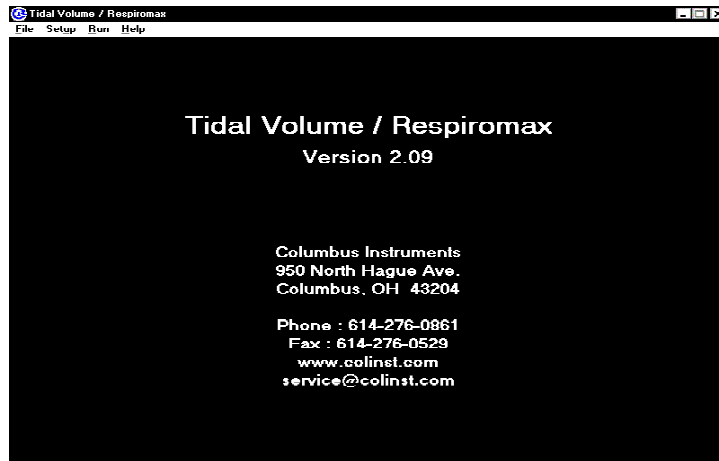 Tidal Volume / Respiromax
File Setup Run Help
Tidal Volume / Respiromax
Version 2.09
Columbus Instruments
950 North Hague Ave.
Columbus, OH 43204
Phone : 614-276-0861
Fax : 614-276-0529
www.colinst.com
service@colinst.com